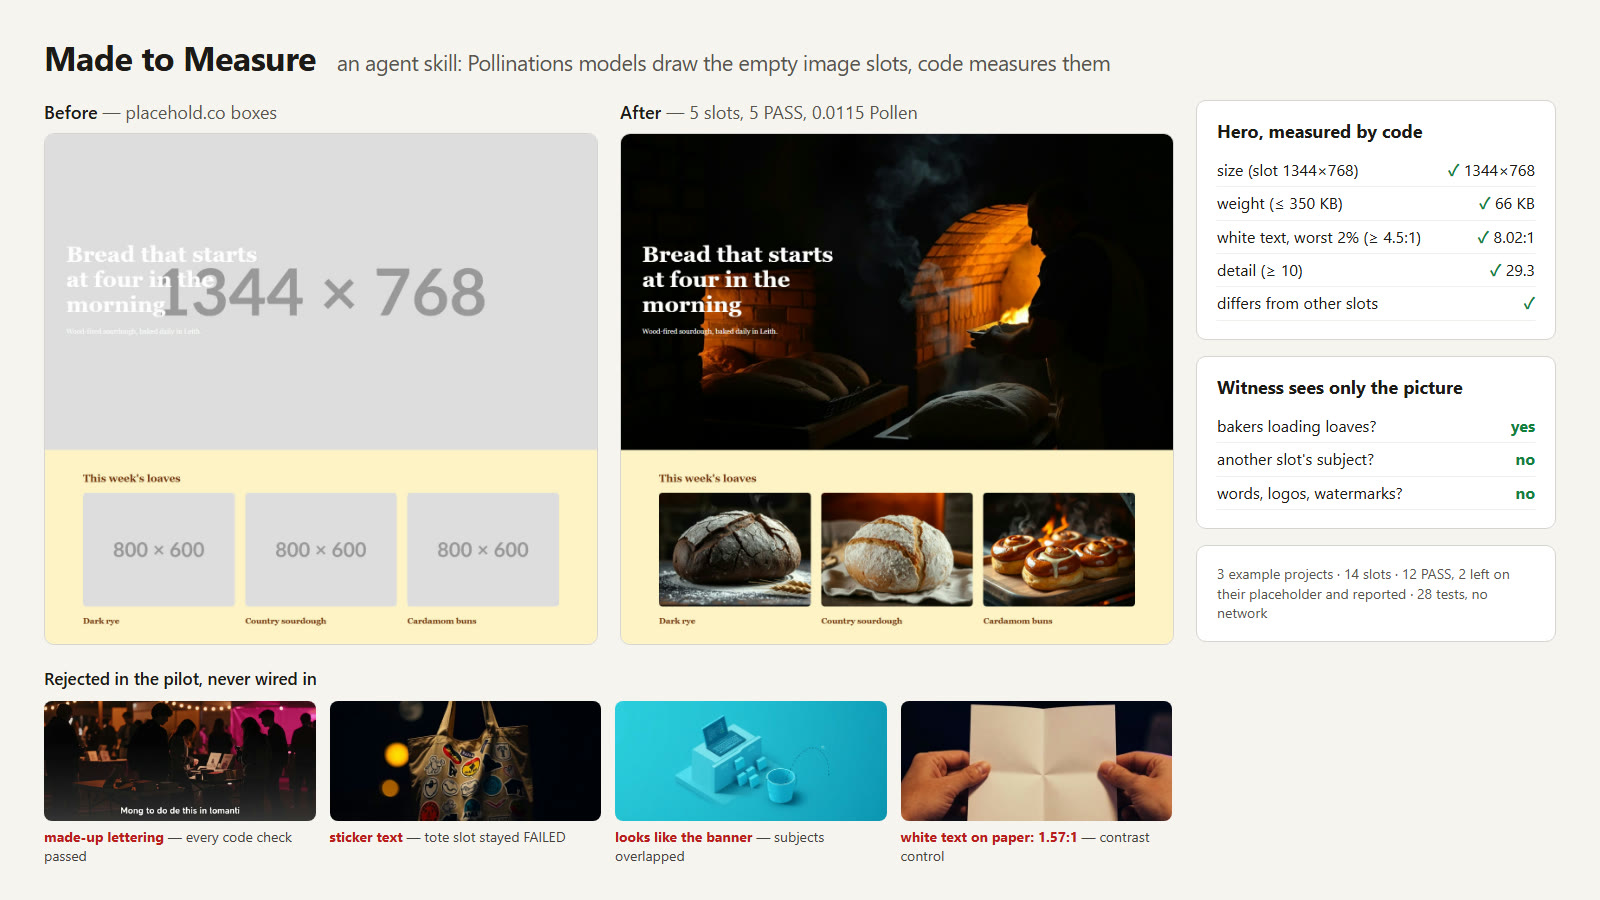 Made to Measure an agent skill: Pollinations models draw the empty image slots, code measures them
Before — placehold.co boxes
1344 × 768
Bread that starts
at four in the
morning
Wood-fired sourdough, baked daily in Leith.
This week's loaves
800 × 600
800 × 600
800 × 600
Dark rye
Country sourdough
Cardamom buns
After — 5 slots, 5 PASS, 0.0115 Pollen
Bread that starts
at four in the
morning
Wood-fired sourdough, baked daily in Leith.
This week's loaves
Dark rye
Country sourdough
Cardamom buns
Hero, measured by code
size (slot 1344×768) ✓ 1344×768
weight (≤ 350 KB) ✓ 66 KB
white text, worst 2% (≥ 4.5:1) ✓ 8.02:1
detail (≥ 10) ✓ 29.3
differs from other slots ✓
Witness sees only the picture
bakers loading loaves? yes
another slot's subject? no
words, logos, watermarks? no
3 example projects · 14 slots · 12 PASS, 2 left on
their placeholder and reported · 28 tests, no
network
Rejected in the pilot, never wired in
Mong to do de this in lomanti
made-up lettering — every code check
passed
sticker text — tote slot stayed FAILED
looks like the banner — subjects
overlapped
white text on paper: 1.57:1 — contrast
control